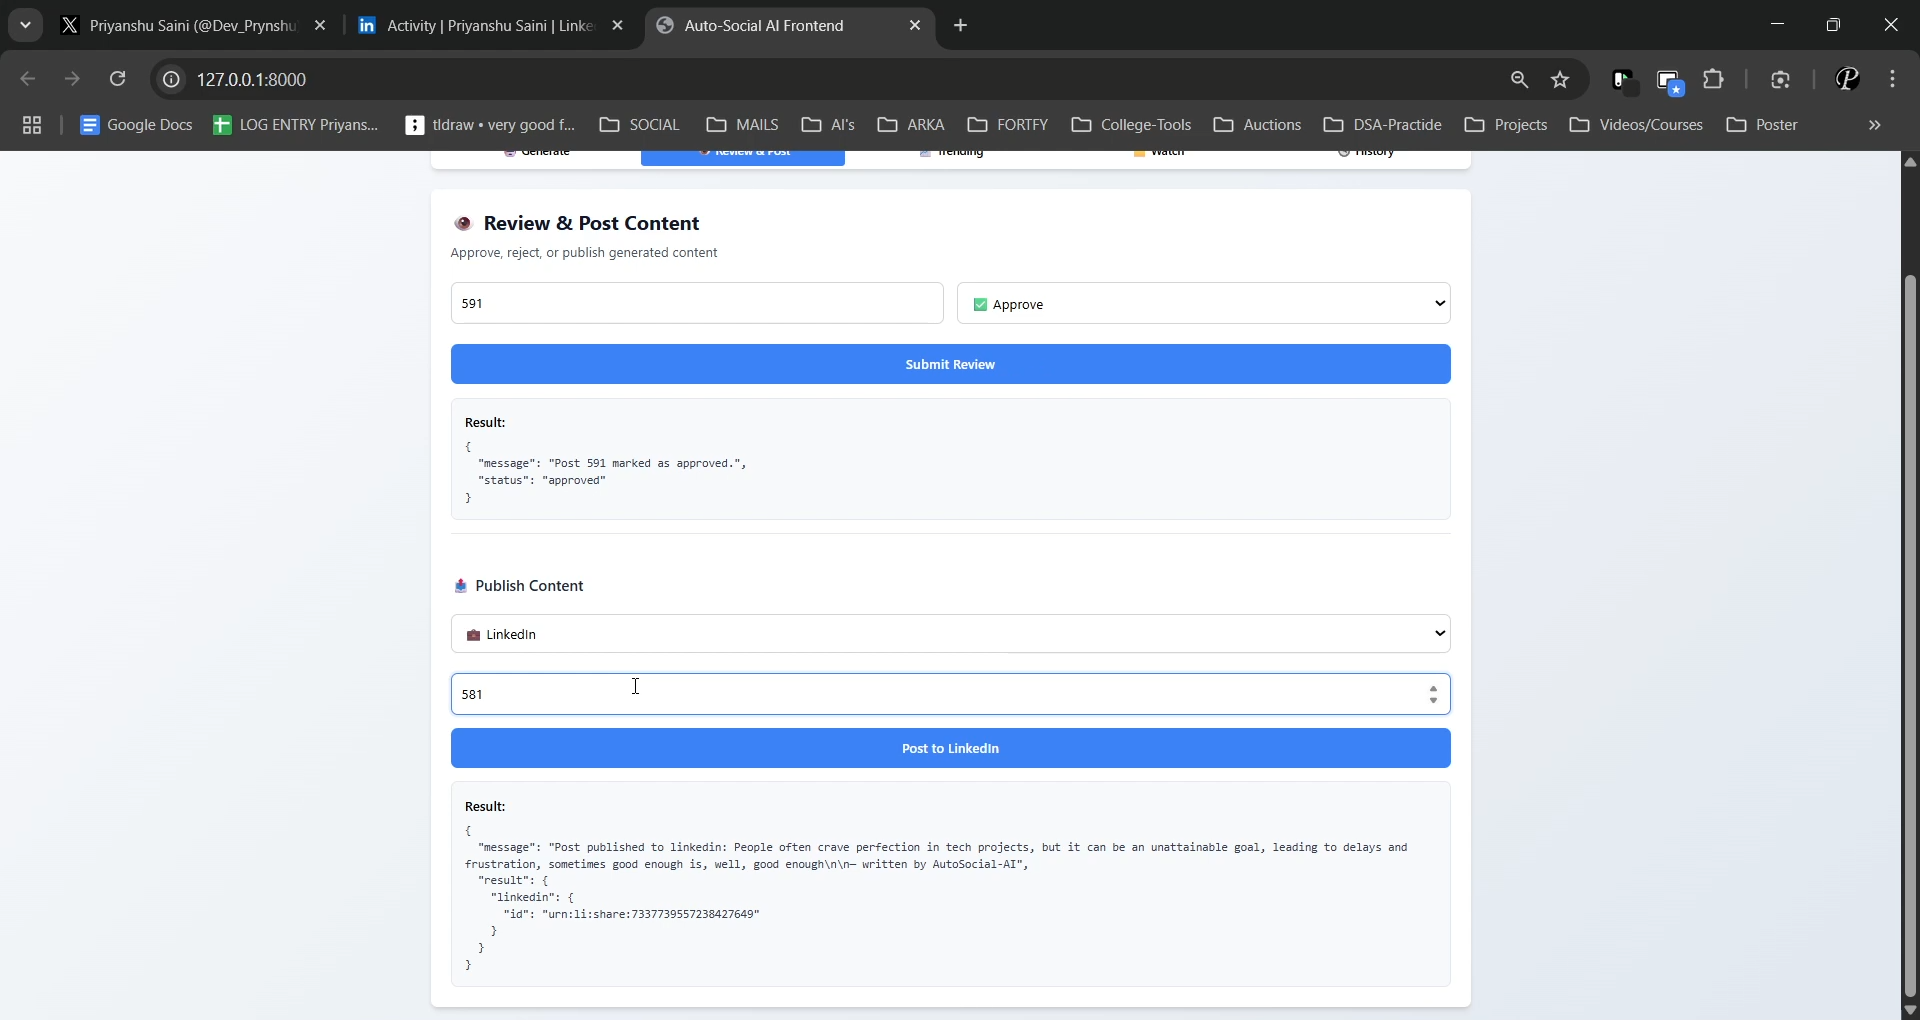 Priyanshu Saini (@Dev_Prynshu
Activity | Priyanshu Saini | Linke
Auto-Social AI Frontend
127.0.0.1:8000
Google Docs
LOG ENTRY Priyans...
tldraw • very good f...
SOCIAL
MAILS
AI's
ARKA
FORTFY
College-Tools
Auctions
DSA-Practide
Projects
Videos/Courses
Poster
Generate
Review & Post
Trending
Watch
History
Review & Post Content
Approve, reject, or publish generated content
591
Approve
Submit Review
Result:
{
"message": "Post 591 marked as approved.",
"status": "approved"
}
Publish Content
LinkedIn
581
Post to LinkedIn
Result:
{
"message": "Post published to linkedin: People often crave perfection in tech projects, but it can be an unattainable goal, leading to delays and
frustration, sometimes good enough is, well, good enough\n\n— written by AutoSocial-AI",
"result": {
"linkedin": {
"id": "urn:li:share:7337739557238427649"
}
}
}